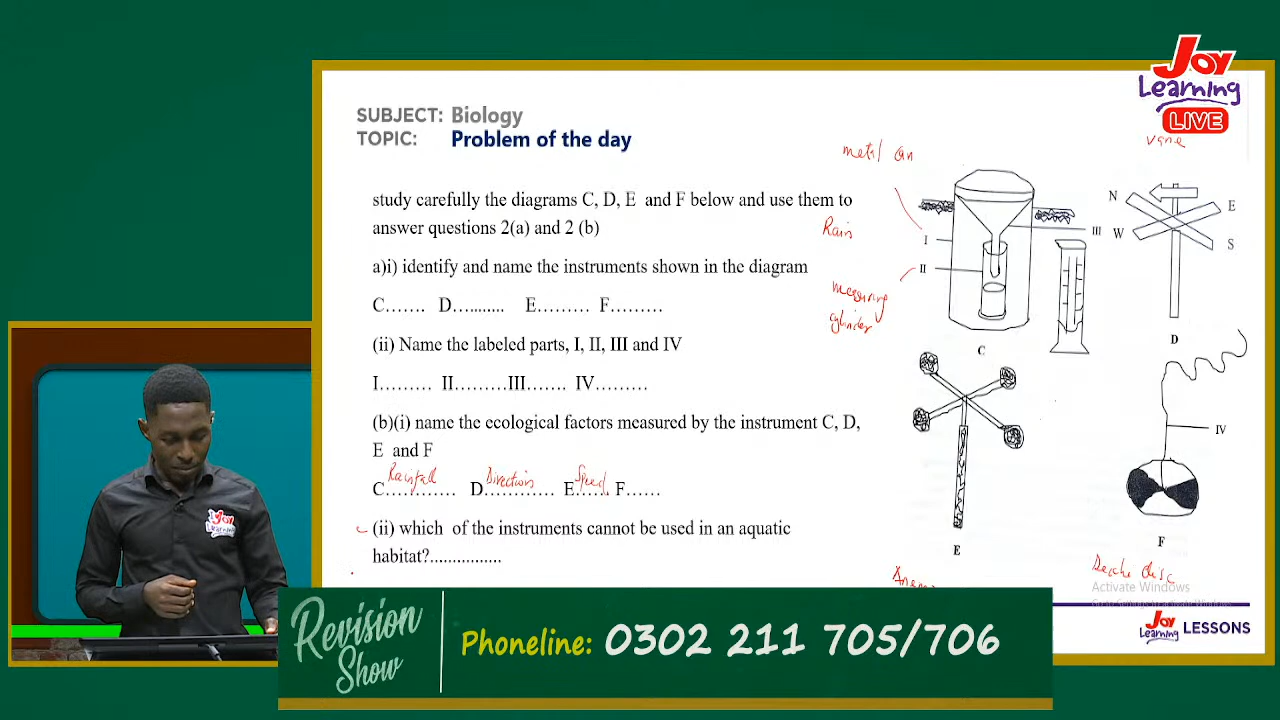 Joy
Learning
LIVE
SUBJECT: Biology
TOPIC: Problem of the day
study carefully the diagrams C, D, E and F below and use them to
answer questions 2(a) and 2 (b)
a)i) identify and name the instruments shown in the diagram
C....... D........... E......... F.........
(ii) Name the labeled parts, I, II, III and IV
I......... II.........III....... IV.........
(b)(i) name the ecological factors measured by the instrument C, D,
E and F
Rainfall Direction Speed
C............ D............ E....... F......
(ii) which of the instruments cannot be used in an aquatic
habitat?................
metal can
Rain
measuring
cylinder
I
II
III
C
vane
N
E
W
S
D
E
IV
F
disc
Activate Windows
Joy
Learning LESSONS
I Joy
Learning
Revision
Show
Phoneline: 0302 211 705/706